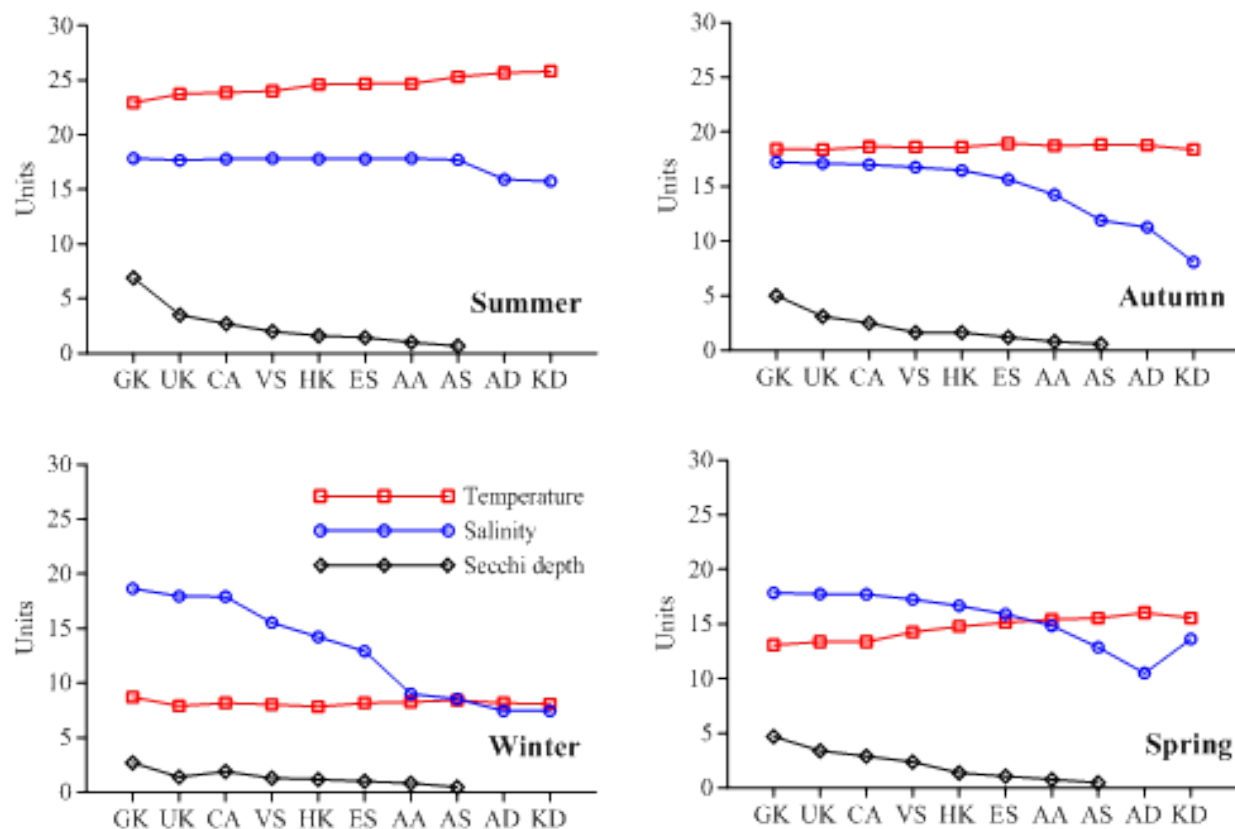 30
25
20
15
10
5
0
Units
Summer
GK UK CA VS HK ES AA AS AD KD
30
25
20
15
10
5
0
Units
Autumn
GK UK CA VS HK ES AA AS AD KD
30
25
20
15
10
5
0
Units
Temperature
Salinity
Secchi depth
Winter
GK UK CA VS HK ES AA AS AD KD
30
25
20
15
10
5
0
Units
Spring
GK UK CA VS HK ES AA AS AD KD